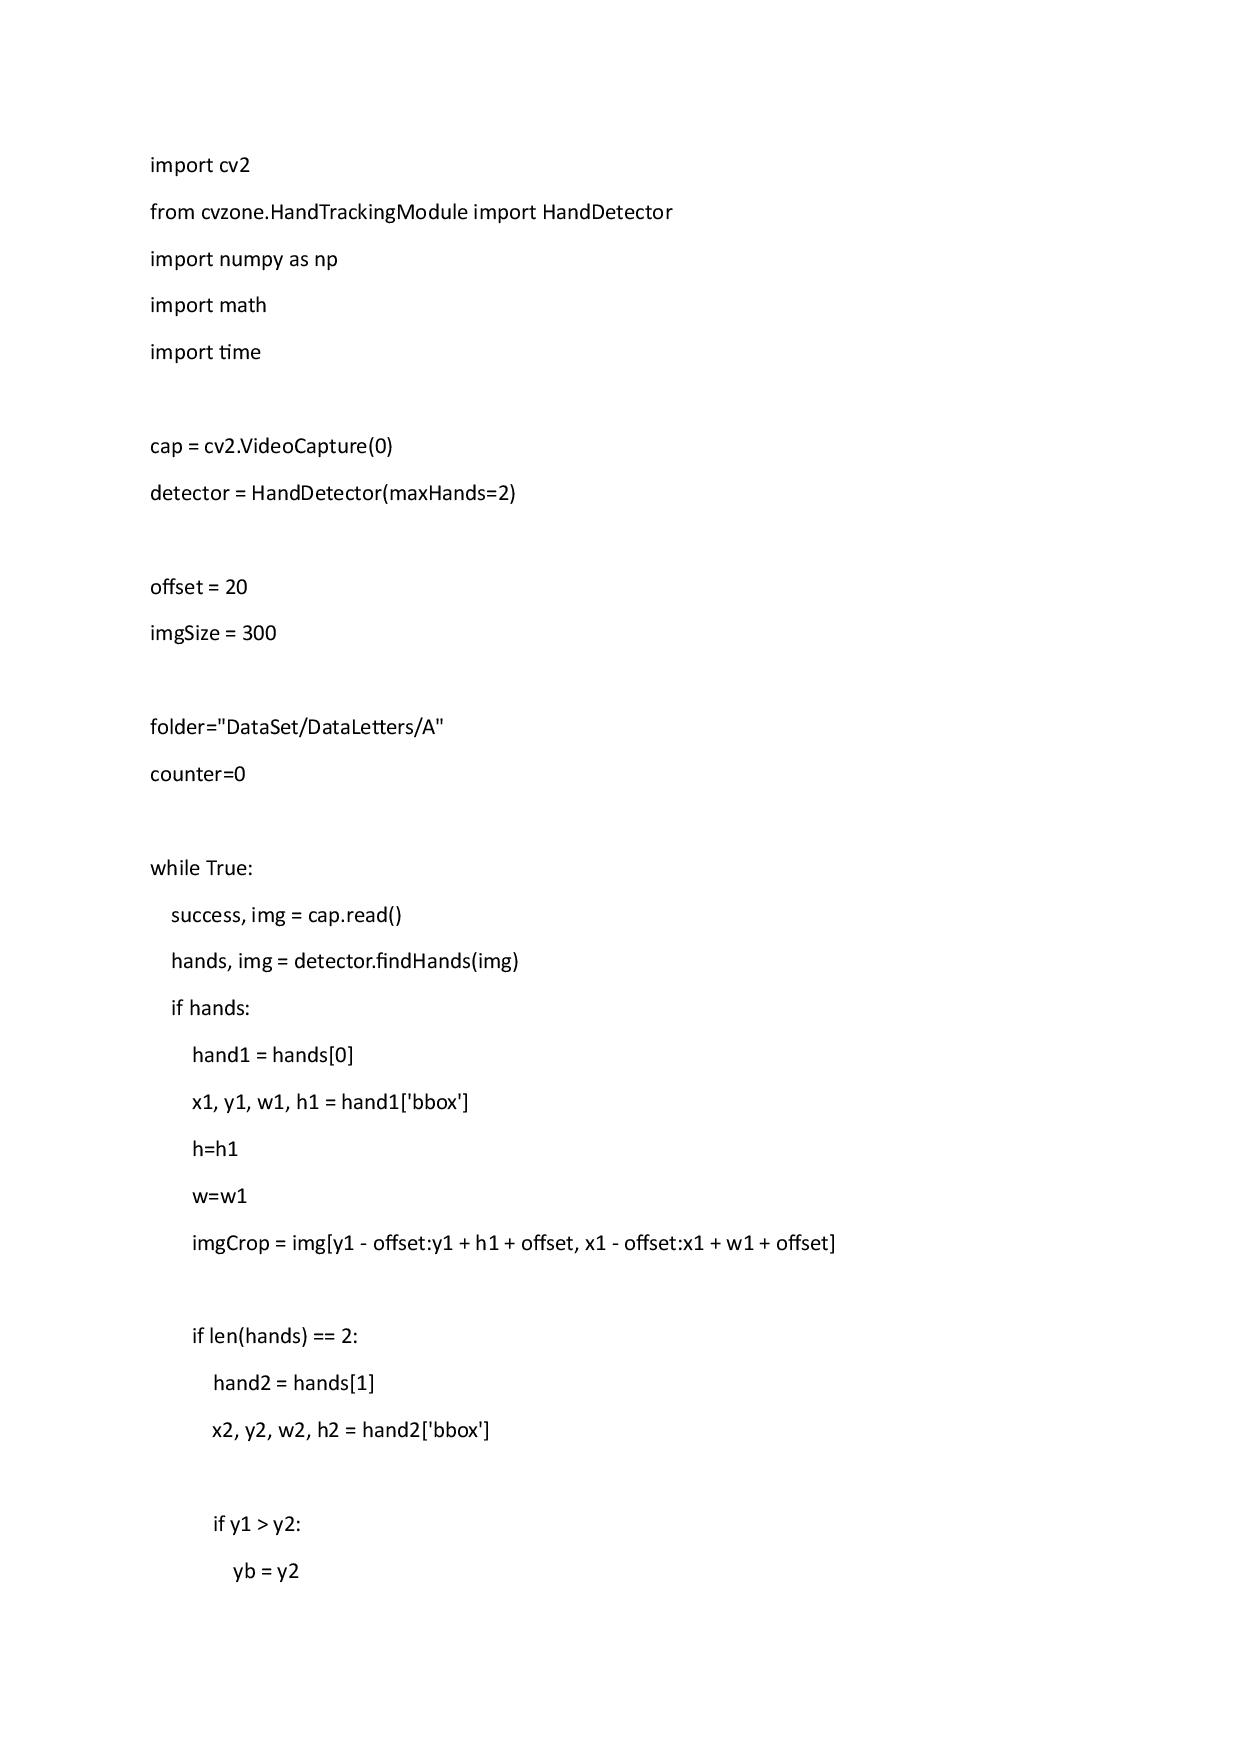 import cv2
from cvzone.HandTrackingModule import HandDetector
import numpy as np
import math
import time
cap = cv2.VideoCapture(0)
detector = HandDetector(maxHands=2)
offset = 20
imgSize = 300
folder="DataSet/DataLetters/A"
counter=0
while True:
    success, img = cap.read()
    hands, img = detector.findHands(img)
    if hands:
        hand1 = hands[0]
        x1, y1, w1, h1 = hand1['bbox']
        h=h1
        w=w1
        imgCrop = img[y1 - offset:y1 + h1 + offset, x1 - offset:x1 + w1 + offset]
        if len(hands) == 2:
            hand2 = hands[1]
            x2, y2, w2, h2 = hand2['bbox']
            if y1 > y2:
                yb = y2